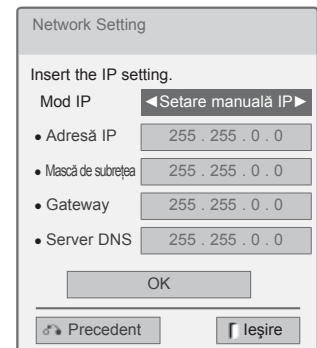 Network Setting
Insert the IP setting.
Mod IP ◄Setare manuală IP►
• Adresă IP 255 . 255 . 0 . 0
• Mască de subreţea 255 . 255 . 0 . 0
• Gateway 255 . 255 . 0 . 0
• Server DNS 255 . 255 . 0 . 0
OK
Precedent Ieşire